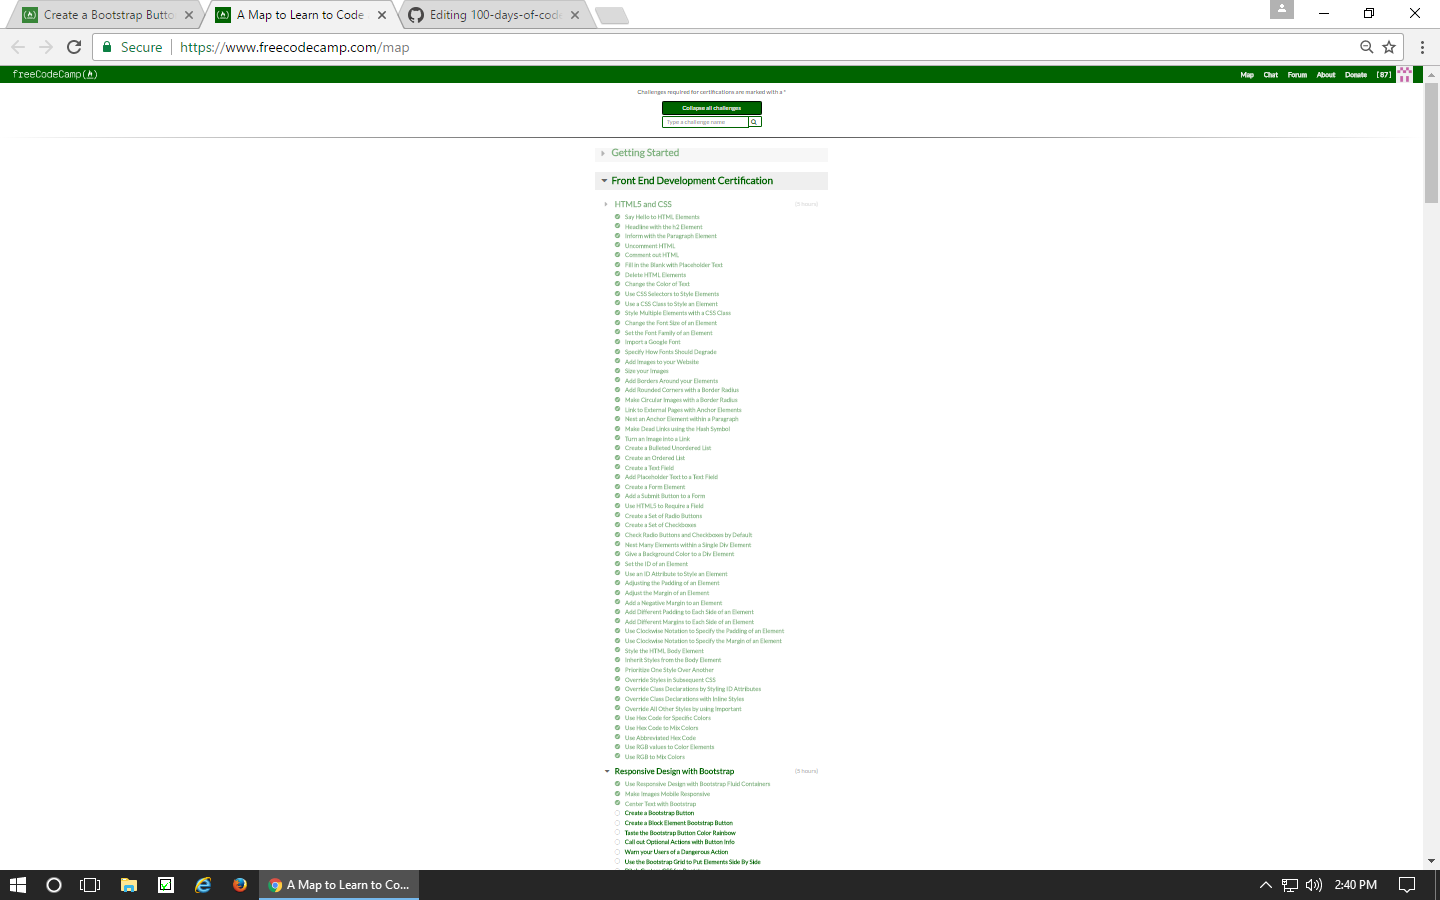 Create a Bootstrap Butto
A Map to Learn to Code
Editing 100-days-of-code
Secure
https://www.freecodecamp.com/map
freeCodeCamp
Map
Chat
Forum
About
Donate
[ 87 ]
Challenges required for certifications are marked with a *
Collapse all challenges
Type a challenge name
Getting Started
Front End Development Certification
HTML5 and CSS
Say Hello to HTML Elements
Headline with the h2 Element
Inform with the Paragraph Element
Uncomment HTML
Comment out HTML
Fill in the Blank with Placeholder Text
Delete HTML Elements
Change the Color of Text
Use CSS Selectors to Style Elements
Use a CSS Class to Style an Element
Style Multiple Elements with a CSS Class
Change the Font Size of an Element
Set the Font Family of an Element
Import a Google Font
Specify How Fonts Should Degrade
Add Images to your Website
Size your Images
Add Borders Around your Elements
Add Rounded Corners with a Border Radius
Make Circular Images with a Border Radius
Link to External Pages with Anchor Elements
Nest an Anchor Element within a Paragraph
Make Dead Links using the Hash Symbol
Turn an Image into a Link
Create a Bulleted Unordered List
Create an Ordered List
Create a Text Field
Add Placeholder Text to a Text Field
Create a Form Element
Add a Submit Button to a Form
Use HTML5 to Require a Field
Create a Set of Radio Buttons
Create a Set of Checkboxes
Check Radio Buttons and Checkboxes by Default
Nest Many Elements within a Single Div Element
Give a Background Color to a Div Element
Set the ID of an Element
Use an ID Attribute to Style an Element
Adjusting the Padding of an Element
Adjust the Margin of an Element
Add a Negative Margin to an Element
Add Different Padding to Each Side of an Element
Add Different Margins to Each Side of an Element
Use Clockwise Notation to Specify the Padding of an Element
Use Clockwise Notation to Specify the Margin of an Element
Style the HTML Body Element
Inherit Styles from the Body Element
Prioritize One Style Over Another
Override Styles in Subsequent CSS
Override Class Declarations by Styling ID Attributes
Override Class Declarations with Inline Styles
Override All Other Styles by using Important
Use Hex Code for Specific Colors
Use Hex Code to Mix Colors
Use Abbreviated Hex Code
Use RGB values to Color Elements
Use RGB to Mix Colors
Responsive Design with Bootstrap
(5 hours)
Use Responsive Design with Bootstrap Fluid Containers
Make Images Mobile Responsive
Center Text with Bootstrap
Create a Bootstrap Button
Create a Block Element Bootstrap Button
Taste the Bootstrap Button Color Rainbow
Call out Optional Actions with Button Info
Warn your Users of a Dangerous Action
Use the Bootstrap Grid to Put Elements Side By Side
A Map to Learn to Co...
2:40 PM